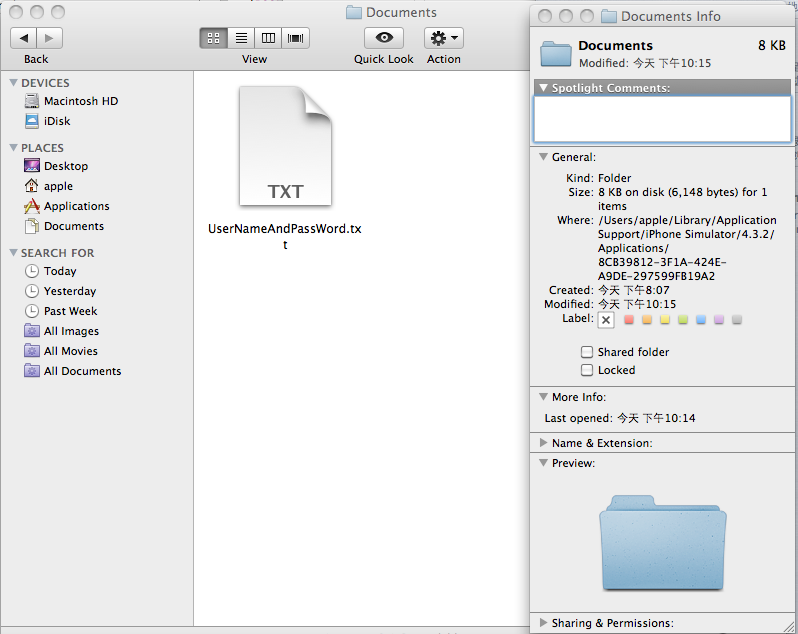 Documents
Back
View
Quick Look
Action
DEVICES
Macintosh HD
iDisk
PLACES
Desktop
apple
Applications
Documents
SEARCH FOR
Today
Yesterday
Past Week
All Images
All Movies
All Documents
TXT
UserNameAndPassWord.tx
t
Documents Info
Documents 8 KB
Modified: 今天 下午10:15
Spotlight Comments:
General:
Kind: Folder
Size: 8 KB on disk (6,148 bytes) for 1
items
Where: /Users/apple/Library/Application
Support/iPhone Simulator/4.3.2/
Applications/
8CB39812-3F1A-424E-
A9DE-297599FB19A2
Created: 今天 下午8:07
Modified: 今天 下午10:15
Label:
Shared folder
Locked
More Info:
Last opened: 今天 下午10:14
Name & Extension:
Preview:
Sharing & Permissions: